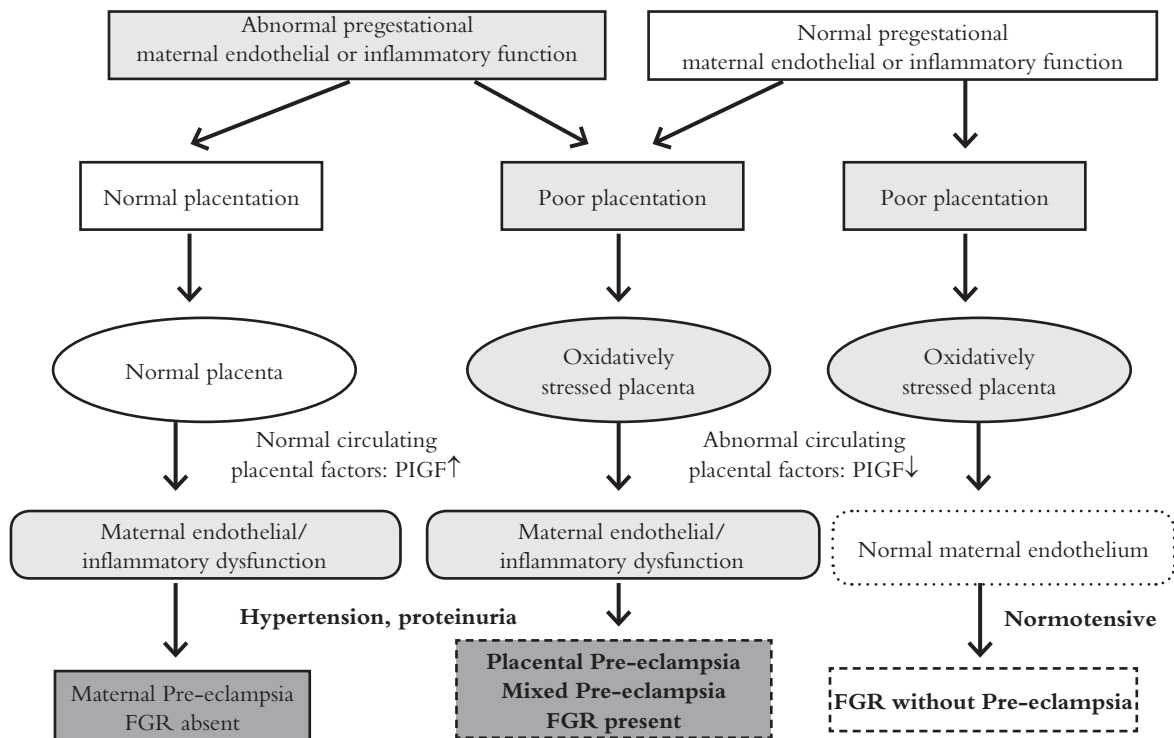 Abnormal pregestational
maternal endothelial or inflammatory function
Normal pregestational
maternal endothelial or inflammatory function
Normal placentation
Poor placentation
Poor placentation
Normal placenta
Oxidatively
stressed placenta
Oxidatively
stressed placenta
Normal circulating
placental factors: PIGF↑
Abnormal circulating
placental factors: PIGF↓
Maternal endothelial/
inflammatory dysfunction
Maternal endothelial/
inflammatory dysfunction
Normal maternal endothelium
Hypertension, proteinuria
Normotensive
Maternal Pre-eclampsia
FGR absent
Placental Pre-eclampsia
Mixed Pre-eclampsia
FGR present
FGR without Pre-eclampsia